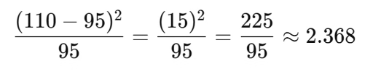 (110 − 95)² / 95 = (15)² / 95 = 225 / 95 ≈ 2.368